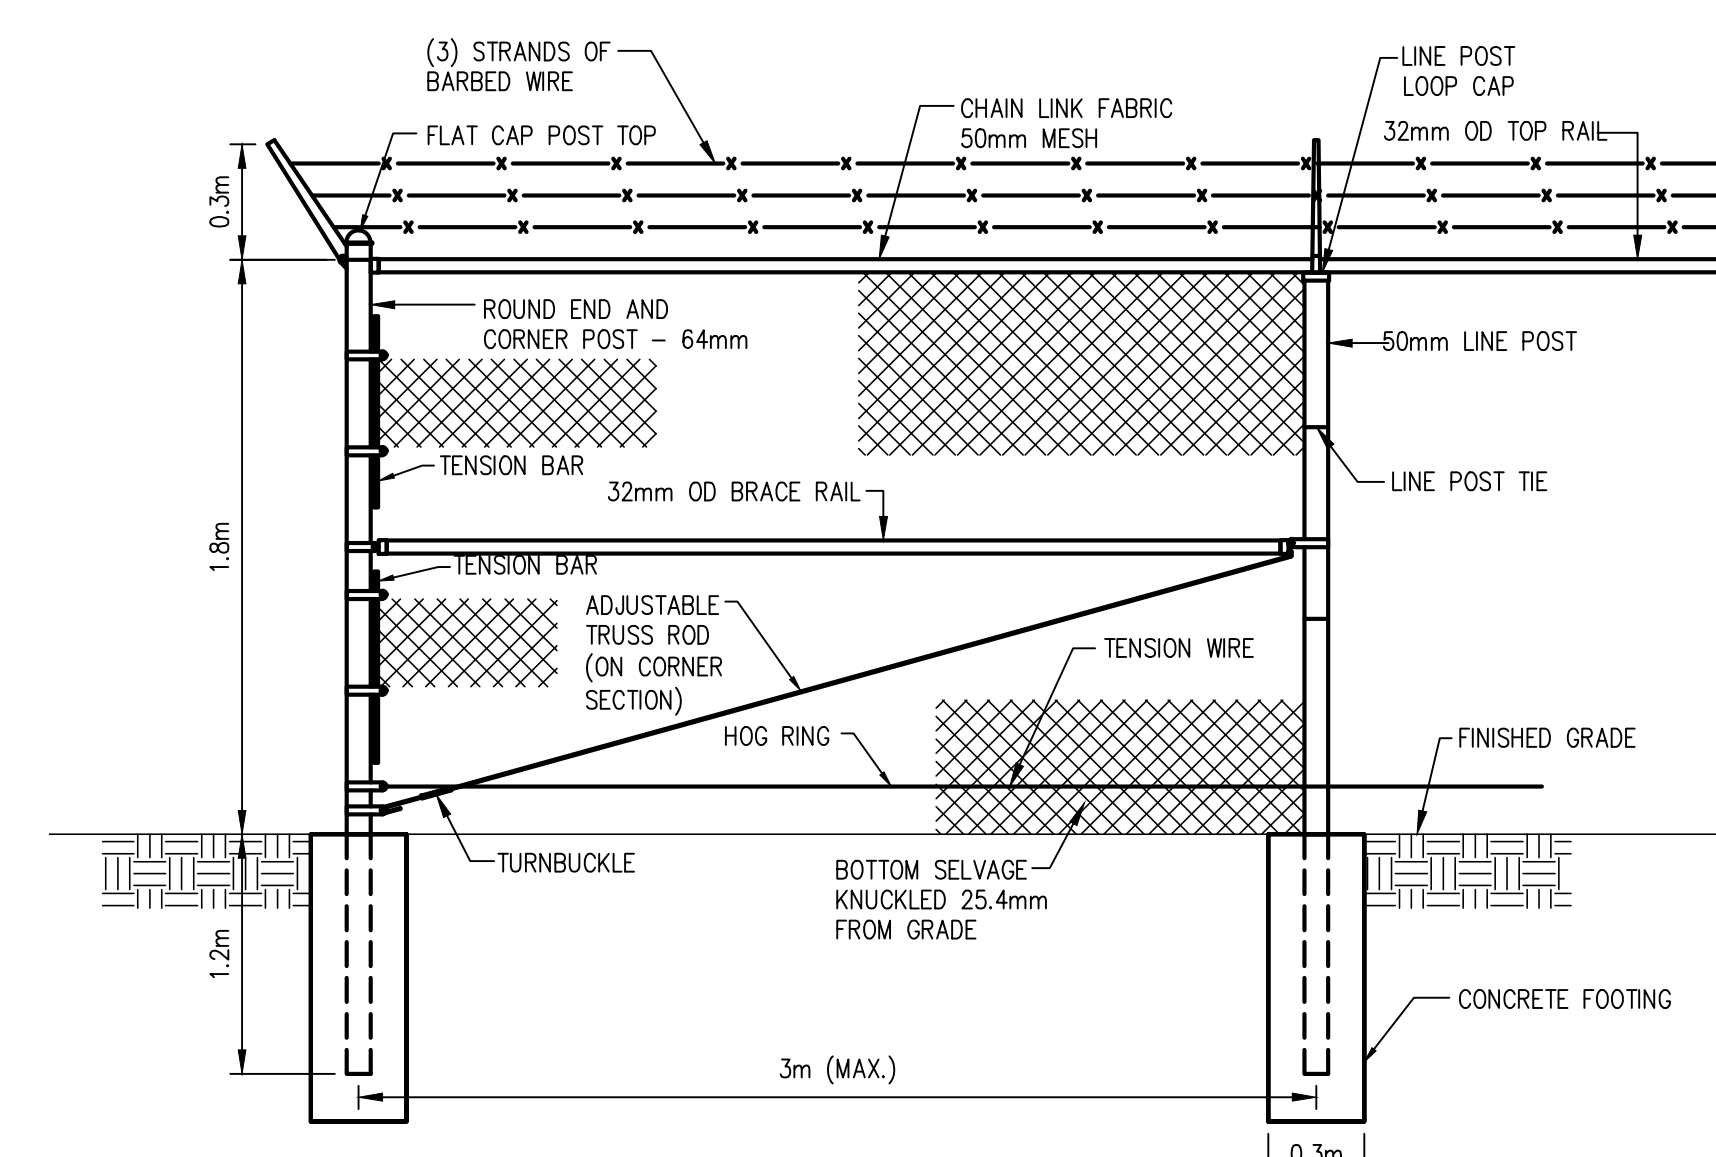 (3) STRANDS OF
BARBED WIRE
LINE POST
LOOP CAP
CHAIN LINK FABRIC
50mm MESH
FLAT CAP POST TOP
32mm OD TOP RAIL
0.3m
ROUND END AND
CORNER POST – 64mm
50mm LINE POST
TENSION BAR
LINE POST TIE
32mm OD BRACE RAIL
1.8m
TENSION BAR
ADJUSTABLE
TRUSS ROD
(ON CORNER
SECTION)
TENSION WIRE
HOG RING
FINISHED GRADE
TURNBUCKLE
BOTTOM SELVAGE
KNUCKLED 25.4mm
FROM GRADE
1.2m
CONCRETE FOOTING
3m (MAX.)
0.3m